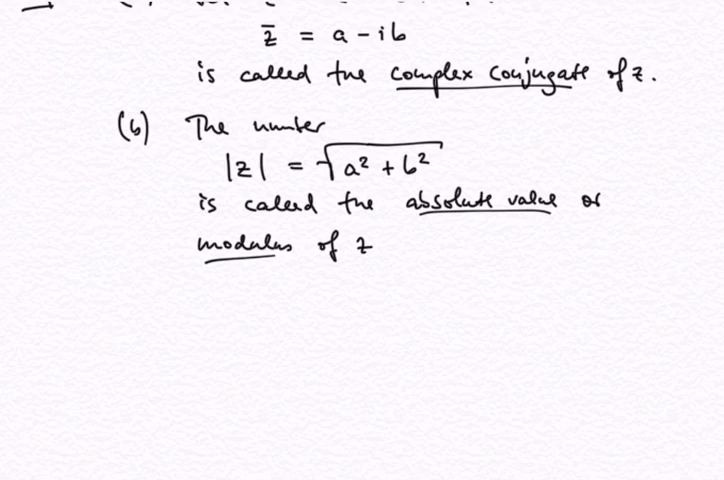 z̄ = a - ib
is called the complex conjugate of z.
(b) The number
|z| = √(a² + b²)
is called the absolute value or
modulus of z